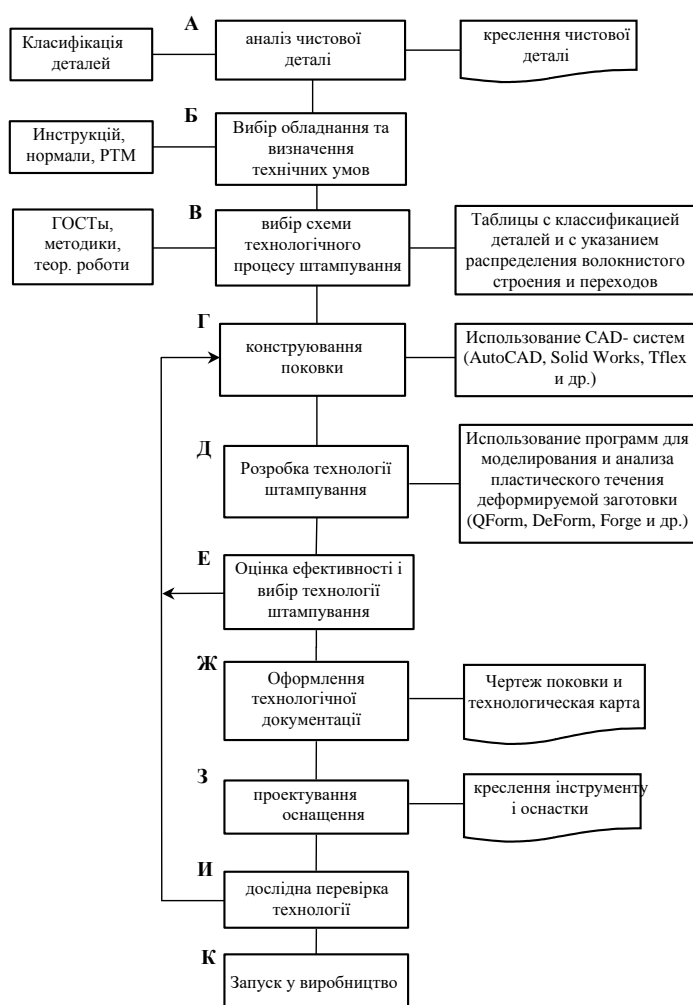 А
Класифікація
деталей
аналіз чистової
деталі
креслення чистової
деталі
Б
Инструкцій,
нормали, РТМ
Вибір обладнання та
визначення
технічних умов
В
ГОСТы,
методики,
теор. роботи
вибір схеми
технологічного
процесу штампування
Таблицы с классификацией
деталей и с указанием
распределения волокнистого
строения и переходов
Г
конструювання
поковки
Использование CAD- систем
(AutoCAD, Solid Works, Tflex
и др.)
Д
Розробка технології
штампування
Использование программ для
моделирования и анализа
пластического течения
деформируемой заготовки
(QForm, DeForm, Forge и др.)
Е
Оцінка ефективності і
вибір технології
штампування
Ж
Оформлення
технологічної
документації
Чертеж поковки и
технологическая карта
З
проектування
оснащення
креслення інструменту
і оснастки
И
дослідна перевірка
технології
К
Запуск у виробництво